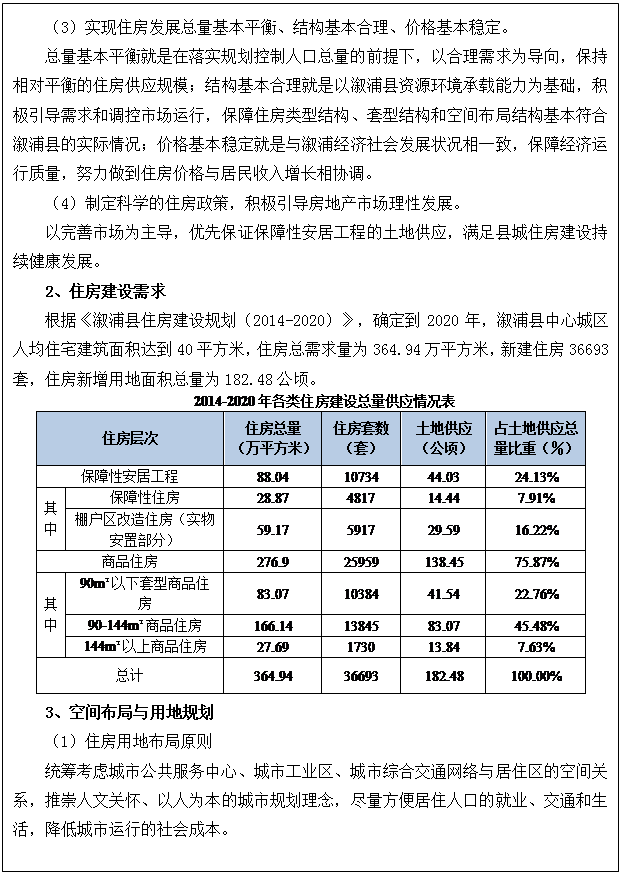 （3）实现住房发展总量基本平衡、结构基本合理、价格基本稳定。
总量基本平衡就是在落实规划控制人口总量的前提下，以合理需求为导向，保持
相对平衡的住房供应规模；结构基本合理就是以溆浦县资源环境承载能力为基础，积
极引导需求和调控市场运行，保障住房类型结构、套型结构和空间布局结构基本符合
溆浦县的实际情况；价格基本稳定就是与溆浦经济社会发展状况相一致，保障经济运
行质量，努力做到住房价格与居民收入增长相协调。
（4）制定科学的住房政策，积极引导房地产市场理性发展。
以完善市场为主导，优先保证保障性安居工程的土地供应，满足县城住房建设持
续健康发展。
2、住房建设需求
根据《溆浦县住房建设规划（2014-2020）》，确定到 2020 年，溆浦县中心城区
人均住宅建筑面积达到 40 平方米，住房总需求量为 364.94 万平方米，新建住房 36693
套，住房新增用地面积总量为 182.48 公顷。
2014-2020 年各类住房建设总量供应情况表
住房层次 住房总量（万平方米） 住房套数（套） 土地供应（公顷） 占土地供应总量比重（%）
保障性安居工程 88.04 10734 44.03 24.13%
其中 保障性住房 28.87 4817 14.44 7.91%
棚户区改造住房（实物安置部分） 59.17 5917 29.59 16.22%
商品住房 276.9 25959 138.45 75.87%
其中 90m²以下套型商品住房 83.07 10384 41.54 22.76%
90-144m²商品住房 166.14 13845 83.07 45.48%
144m²以上商品住房 27.69 1730 13.84 7.63%
总计 364.94 36693 182.48 100.00%
3、空间布局与用地规划
（1）住房用地布局原则
统筹考虑城市公共服务中心、城市工业区、城市综合交通网络与居住区的空间关
系，推崇人文关怀、以人为本的城市规划理念，尽量方便居住人口的就业、交通和生
活，降低城市运行的社会成本。